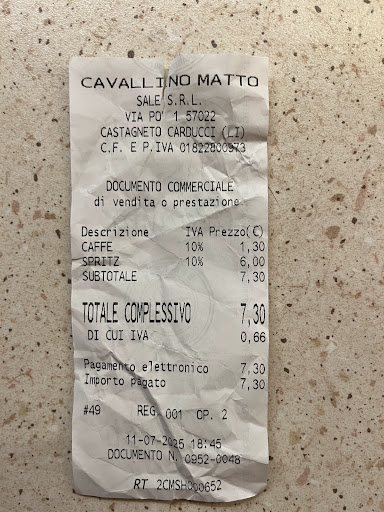 CAVALLINO MATTO
SALE S.R.L.
VIA PO' 1 57022
CASTAGNETO CARDUCCI (LI)
C.F. E P.IVA 01822800973
DOCUMENTO COMMERCIALE
di vendita o prestazione
Descrizione IVA Prezzo(€)
CAFFE 10% 1,30
SPRITZ 10% 6,00
SUBTOTALE 7,30
TOTALE COMPLESSIVO 7,30
DI CUI IVA 0,66
Pagamento elettronico 7,30
Importo pagato 7,30
#49 REG. 001 OP. 2
11-07-2025 18:45
DOCUMENTO N. 0952-0048
RT 2CMSH000652